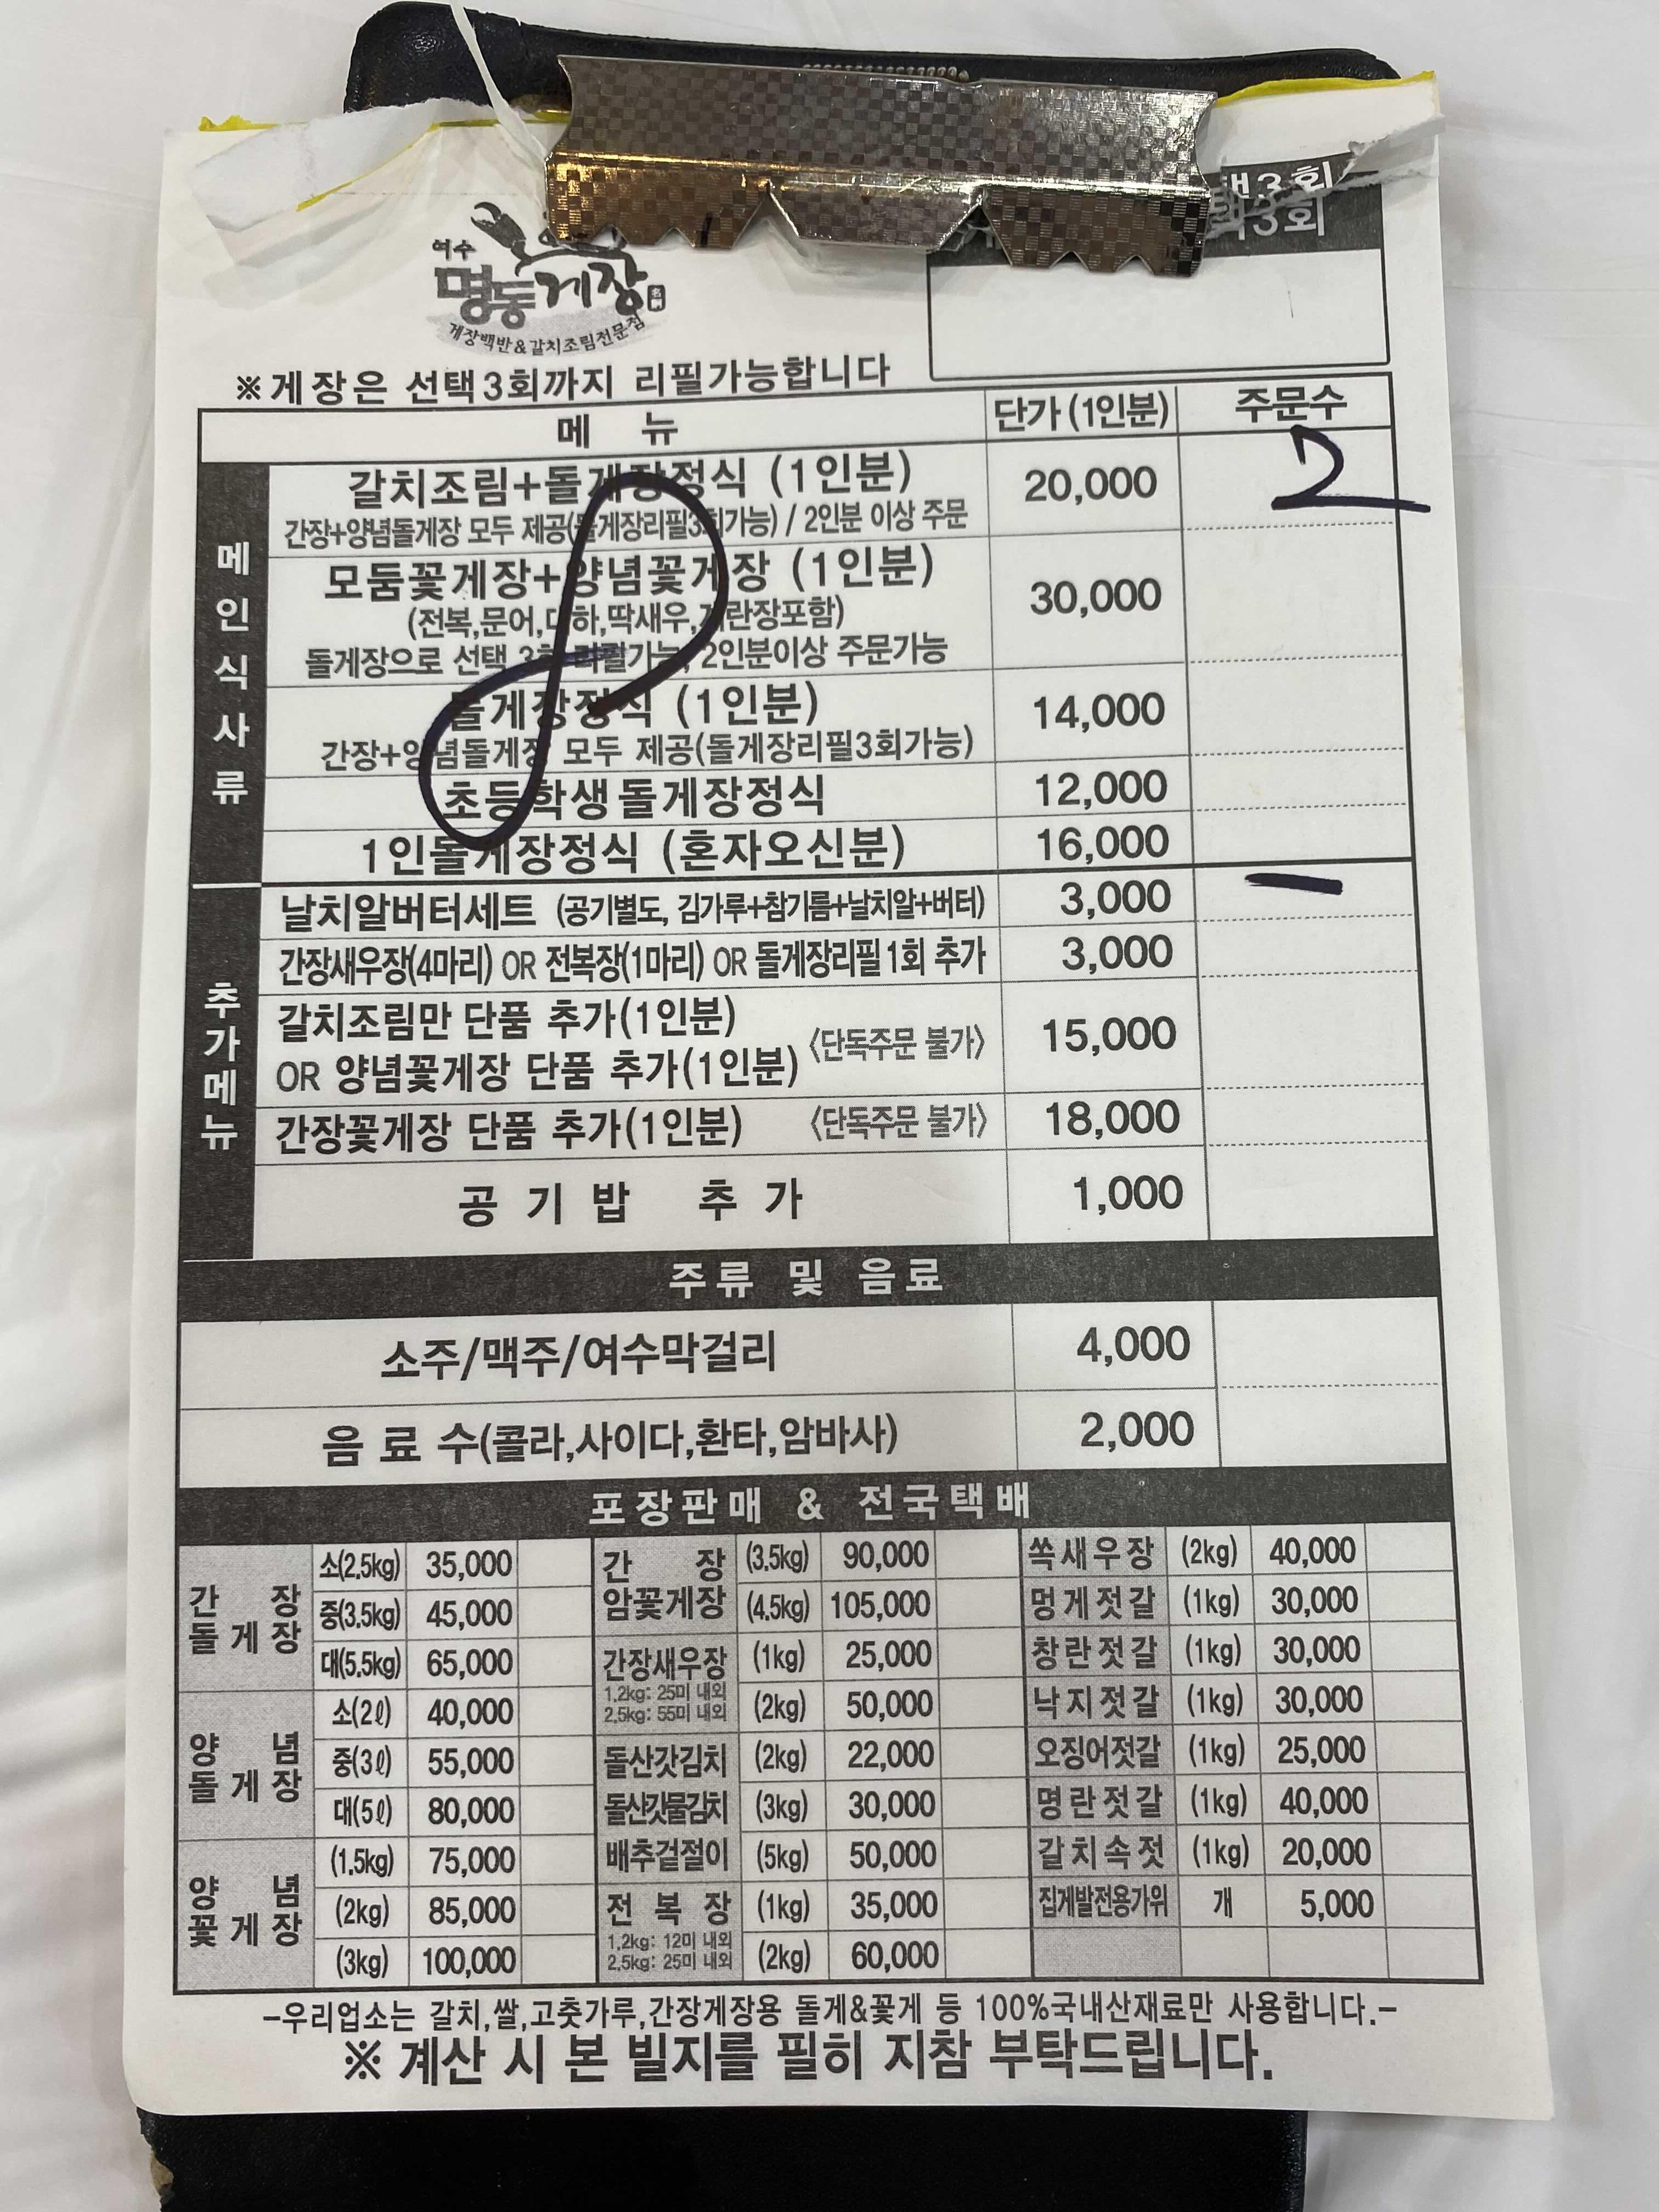 택3회
택3회
여수
명동게장
게장백반&갈치조림전문점
※게장은 선택3회까지 리필가능합니다
메 뉴 단가(1인분) 주문수
메인식사류
갈치조림+돌게장정식 (1인분) 20,000 2
간장+양념돌게장 모두 제공(돌게장리필3회가능) / 2인분 이상 주문
8
모둠꽃게장+양념꽃게장 (1인분) 30,000
(전복,문어,대하,딱새우,계란장포함)
돌게장으로 선택 3회 리필가능, 2인분이상 주문가능
돌게장정식 (1인분) 14,000
간장+양념돌게장 모두 제공(돌게장리필3회가능)
초등학생돌게장정식 12,000
1인돌게장정식 (혼자오신분) 16,000
추가메뉴
날치알버터세트 (공기별도, 김가루+참기름+날치알+버터) 3,000 ㅡ
간장새우장(4마리) OR 전복장(1마리) OR 돌게장리필 1회 추가 3,000
갈치조림만 단품 추가(1인분)
OR 양념꽃게장 단품 추가(1인분) 〈단독주문 불가〉 15,000
간장꽃게장 단품 추가(1인분) 〈단독주문 불가〉 18,000
공 기 밥 추 가 1,000
주류 및 음료
소주/맥주/여수막걸리 4,000
음 료 수(콜라,사이다,환타,암바사) 2,000
포장판매 & 전국택배
간 장
돌게장
소(2.5kg) 35,000
중(3.5kg) 45,000
대(5.5kg) 65,000
양 념
돌게장
소(2ℓ) 40,000
중(3ℓ) 55,000
대(5ℓ) 80,000
양 념
꽃게장
(1.5kg) 75,000
(2kg) 85,000
(3kg) 100,000
간 장
암꽃게장
(3.5kg) 90,000
(4.5kg) 105,000
간장새우장
1.2kg: 25미 내외
2.5kg: 55미 내외
(1kg) 25,000
(2kg) 50,000
돌산갓김치 (2kg) 22,000
돌산갓물김치 (3kg) 30,000
배추겉절이 (5kg) 50,000
전 복 장
1.2kg: 12미 내외
2.5kg: 25미 내외
(1kg) 35,000
(2kg) 60,000
쏙새우장 (2kg) 40,000
멍게젓갈 (1kg) 30,000
창란젓갈 (1kg) 30,000
낙지젓갈 (1kg) 30,000
오징어젓갈 (1kg) 25,000
명란젓갈 (1kg) 40,000
갈치속젓 (1kg) 20,000
집게발전용가위 개 5,000
-우리업소는 갈치,쌀,고춧가루,간장게장용 돌게&꽃게 등 100%국내산재료만 사용합니다.-
※ 계산 시 본 빌지를 필히 지참 부탁드립니다.